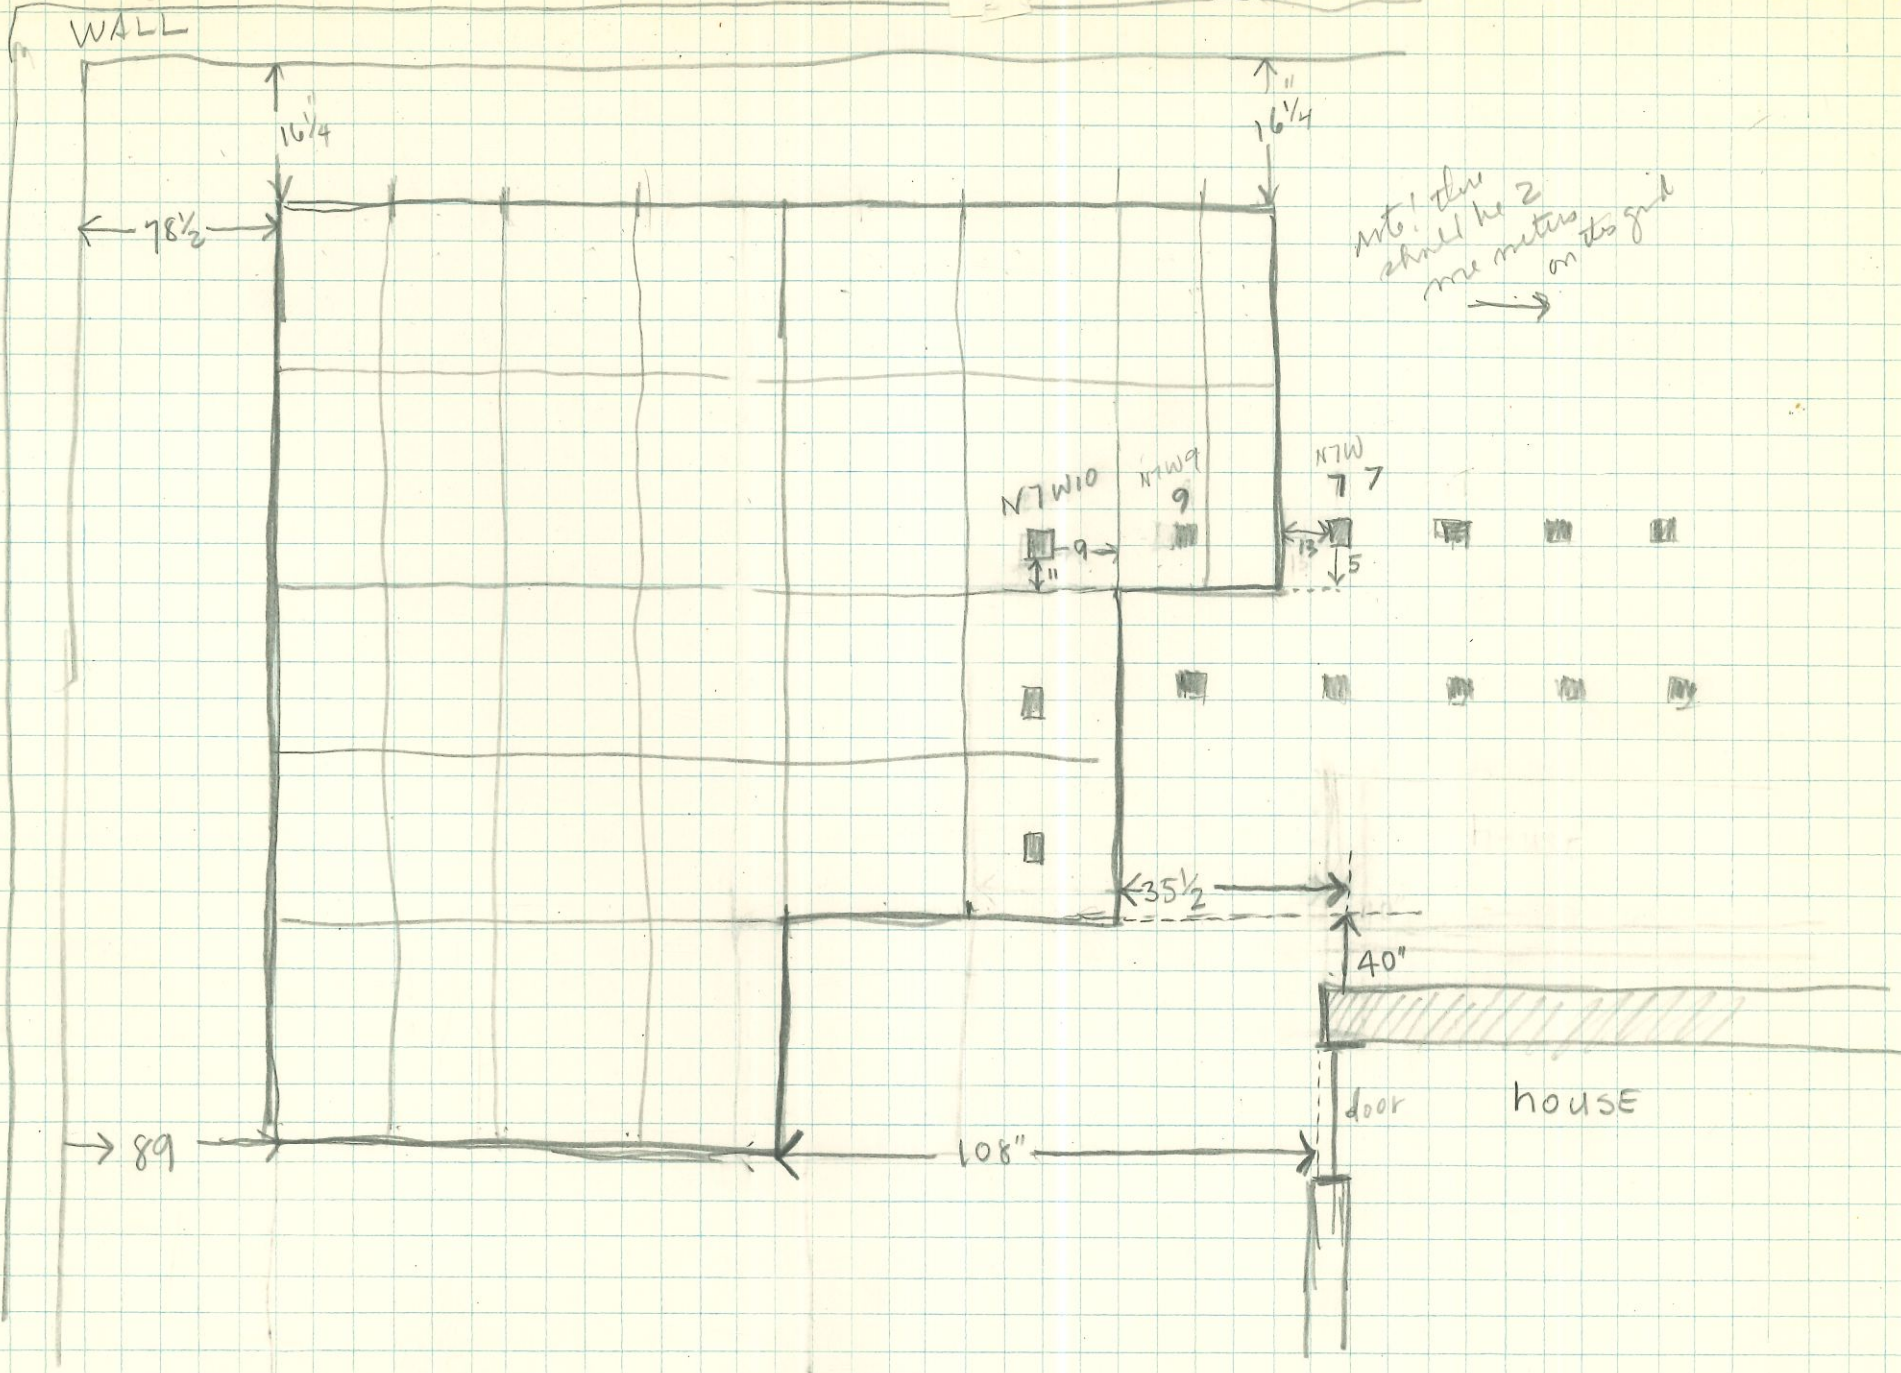 WALL
16¼"
16¼"
78½
Note! there
should be 2
more meters
on this grid
N7W10
N7W9
9
N7W
7 7
9
11
13
5
35½
40"
door
house
89
108"